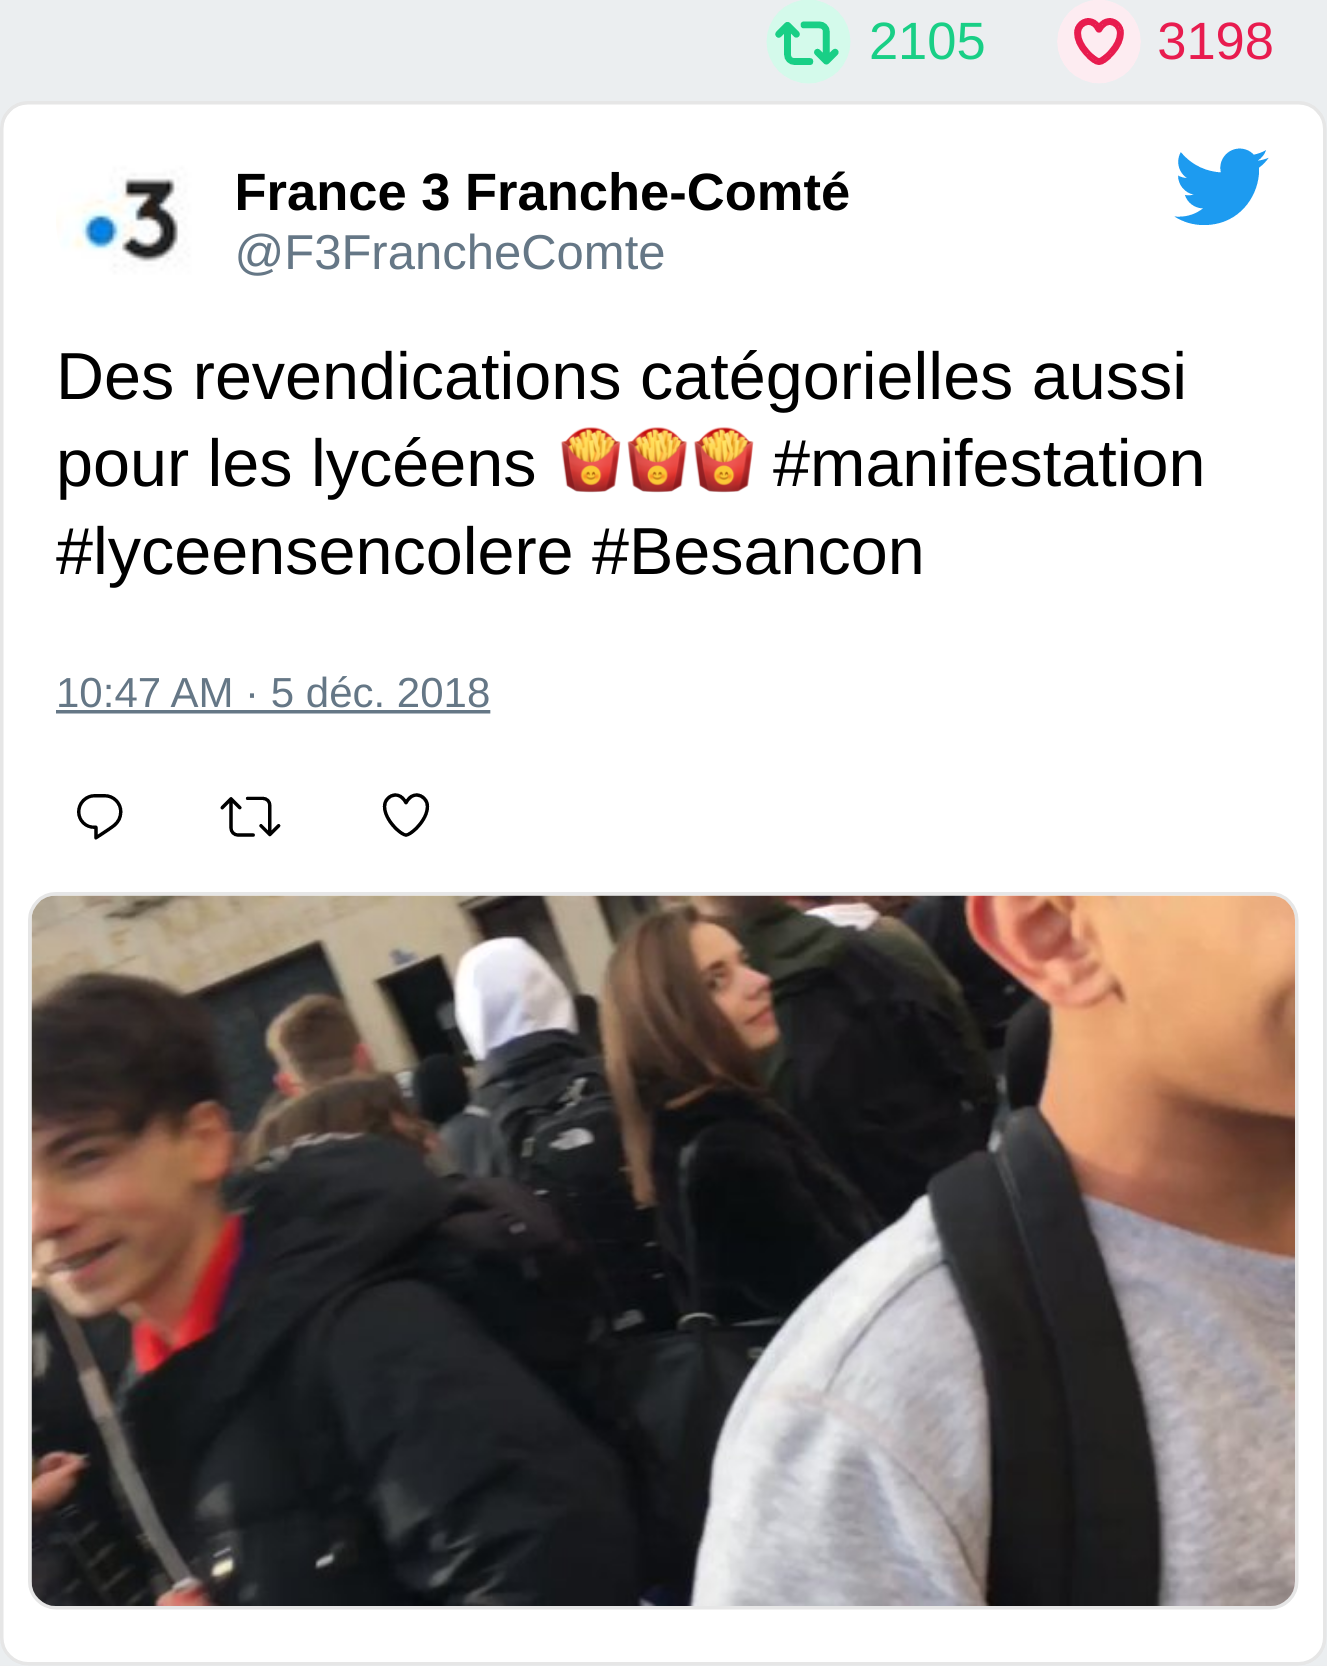 2105 3198
France 3 Franche-Comté
@F3FrancheComte
Des revendications catégorielles aussi
pour les lycéens 🍟🍟🍟 #manifestation
#lyceensencolere #Besancon
10:47 AM · 5 déc. 2018